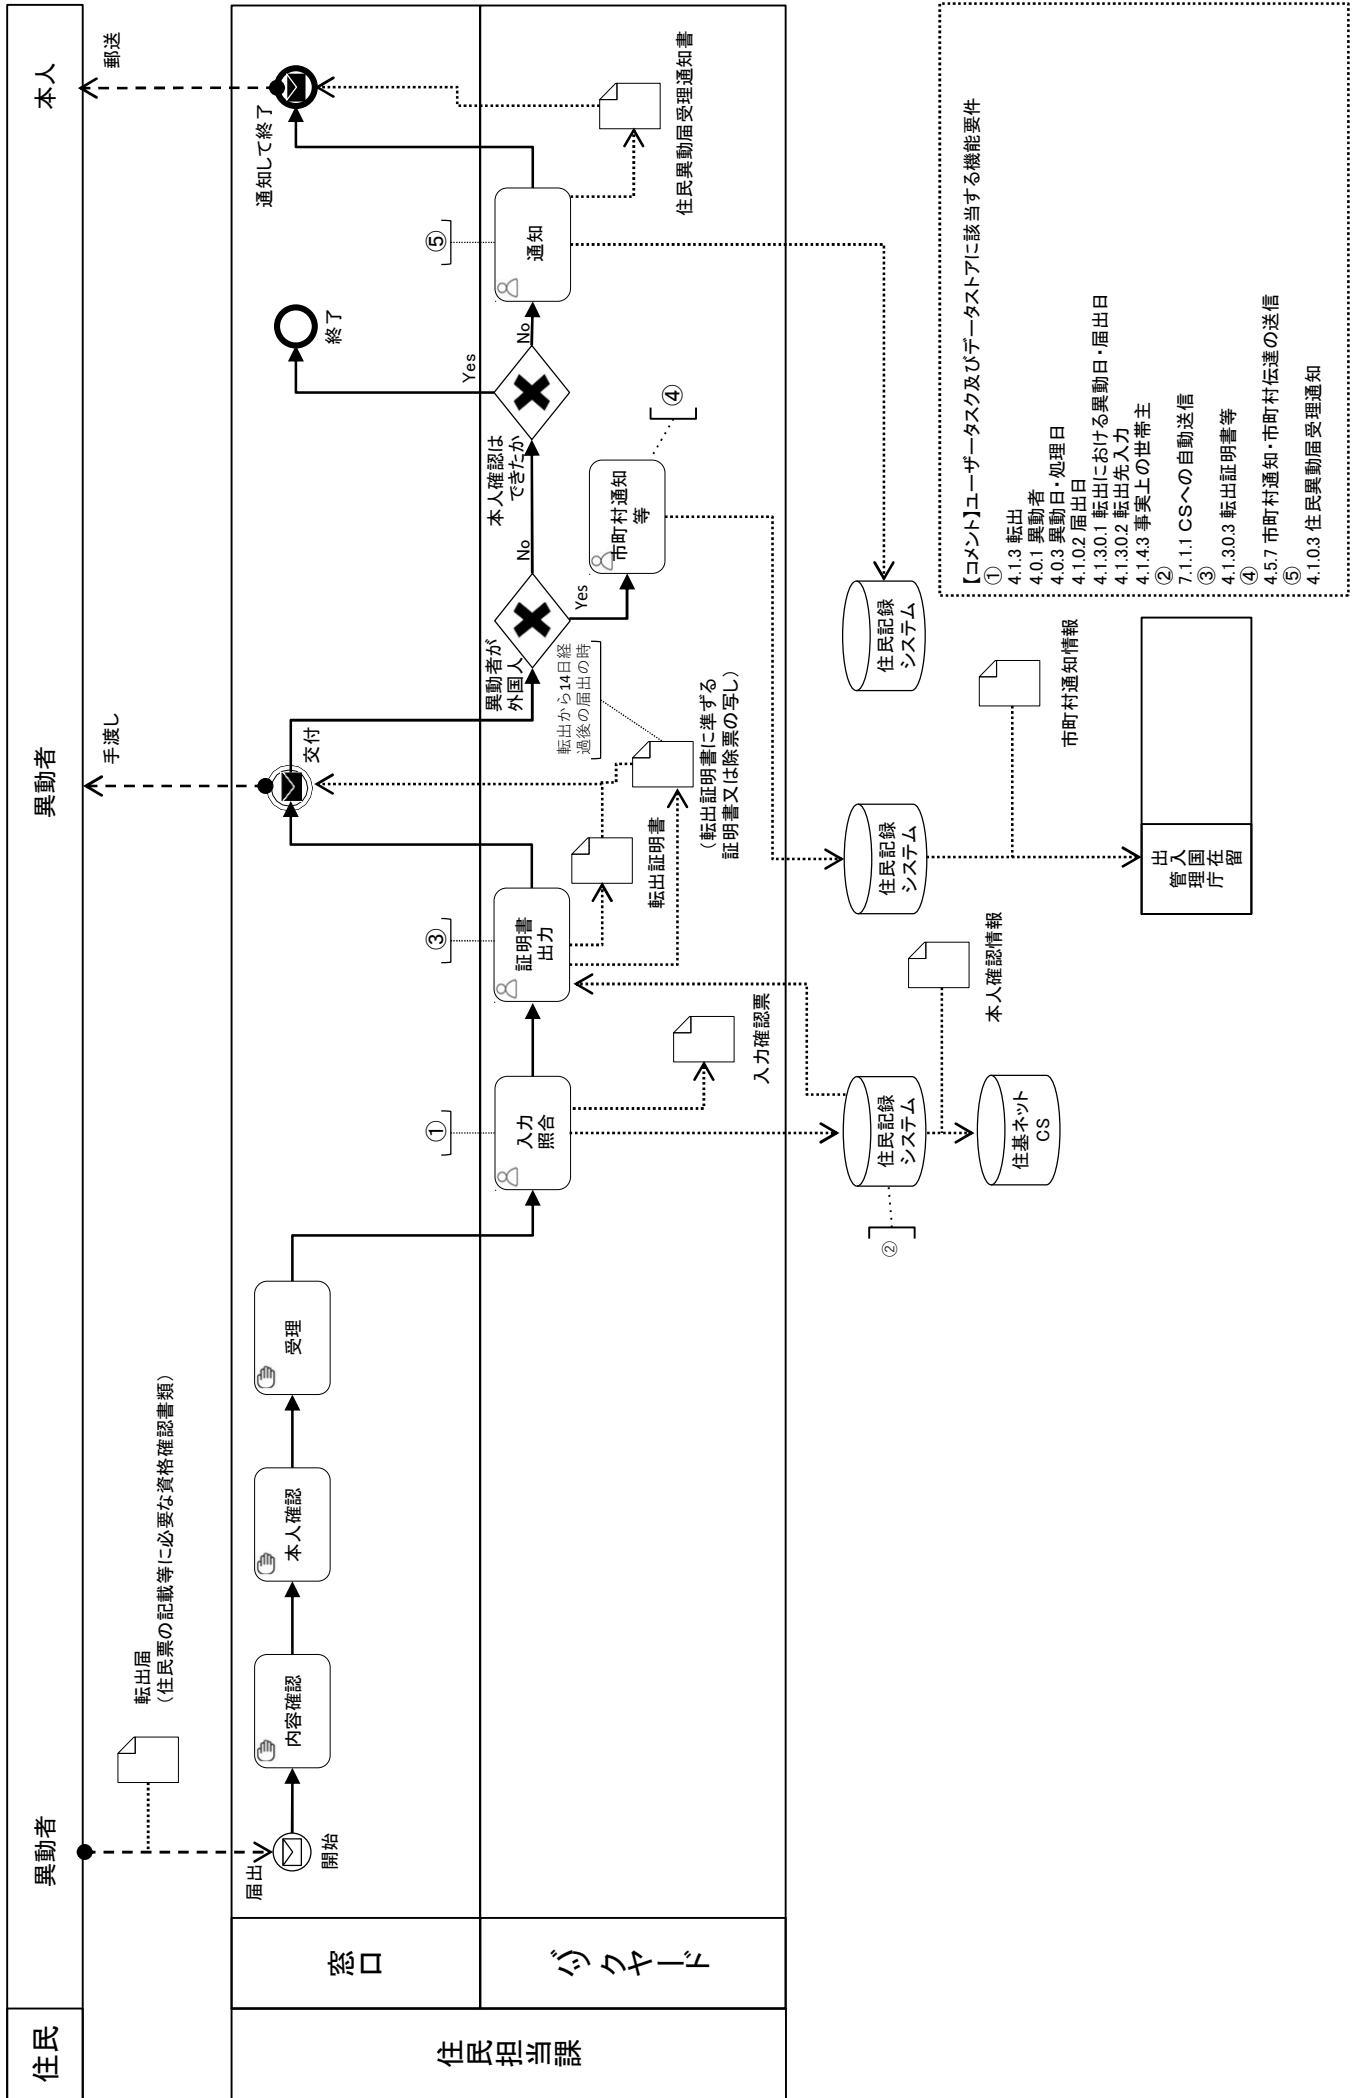 住民
異動者
異動者
本人
転出届
（住民票の記載等に必要な資格確認書類）
手渡し
郵送
住民担当課
窓口
届出
開始
内容確認
本人確認
受理
交付
終了
通知して終了
バックヤード
①
入力
照合
入力確認票
③
証明書
出力
転出証明書
（転出証明書に準ずる
証明書又は除票の写し）
転出から14日経
過後の届出の時
異動者が
外国人
Yes
No
市町村通知
等
④
本人確認は
できたか
Yes
No
⑤
通知
住民異動届受理通知書
②
住民記録
システム
住基ネット
CS
本人確認情報
住民記録
システム
市町村通知情報
出入国在留
管理庁
住民記録
システム
【コメント】ユーザータスク及びデータストアに該当する機能要件
①
4.1.3 転出
4.0.1 異動者
4.0.3 異動日・処理日
4.1.0.2 届出日
4.1.3.0.1 転出における異動日・届出日
4.1.3.0.2 転出先入力
4.1.4.3 事実上の世帯主
②
7.1.1.1 CSへの自動送信
③
4.1.3.0.3 転出証明書等
④
4.5.7 市町村通知・市町村伝達の送信
⑤
4.1.0.3 住民異動届受理通知